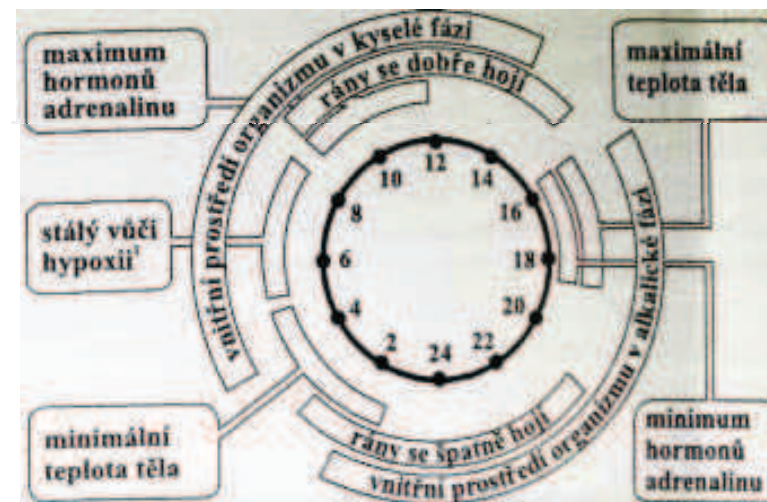 maximum
hormonů
adrenalinu
vnitřní prostředí organizmu v kyselé fázi
rány se dobře hojí
maximální
teplota těla
stálý vůči
hypoxii¹
12
14
16
18
20
22
24
2
4
6
8
10
vnitřní prostředí organizmu v alkalické fázi
rány se špatně hojí
minimální
teplota těla
minimum
hormonů
adrenalinu